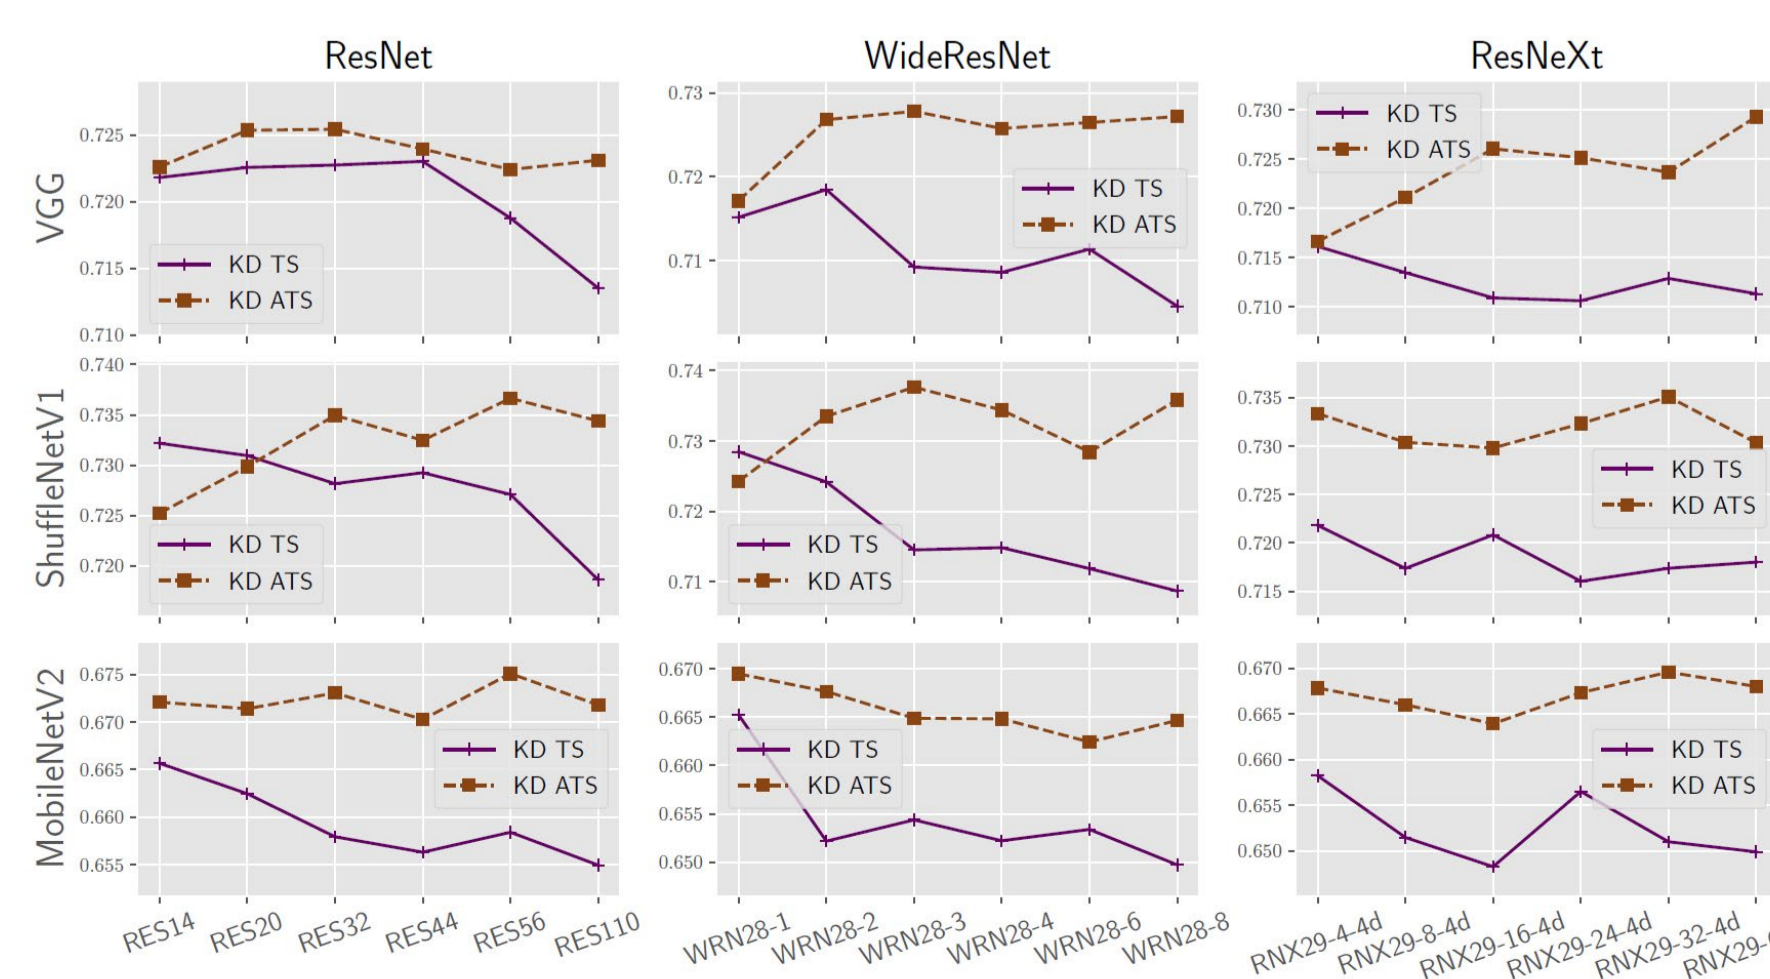 ResNet
WideResNet
ResNeXt
VGG
0.725
0.720
0.715
0.710
KD TS
KD ATS
0.73
0.72
0.71
KD TS
KD ATS
0.730
0.725
0.720
0.715
0.710
KD TS
KD ATS
ShuffleNetV1
0.740
0.735
0.730
0.725
0.720
KD TS
KD ATS
0.74
0.73
0.72
0.71
KD TS
KD ATS
0.735
0.730
0.725
0.720
0.715
KD TS
KD ATS
MobileNetV2
0.675
0.670
0.665
0.660
0.655
KD TS
KD ATS
0.670
0.665
0.660
0.655
0.650
KD TS
KD ATS
0.670
0.665
0.660
0.655
0.650
KD TS
KD ATS
RES14 RES20 RES32 RES44 RES56 RES110
WRN28-1 WRN28-2 WRN28-3 WRN28-4 WRN28-6 WRN28-8
RNX29-4-4d RNX29-8-4d RNX29-16-4d RNX29-24-4d RNX29-32-4d